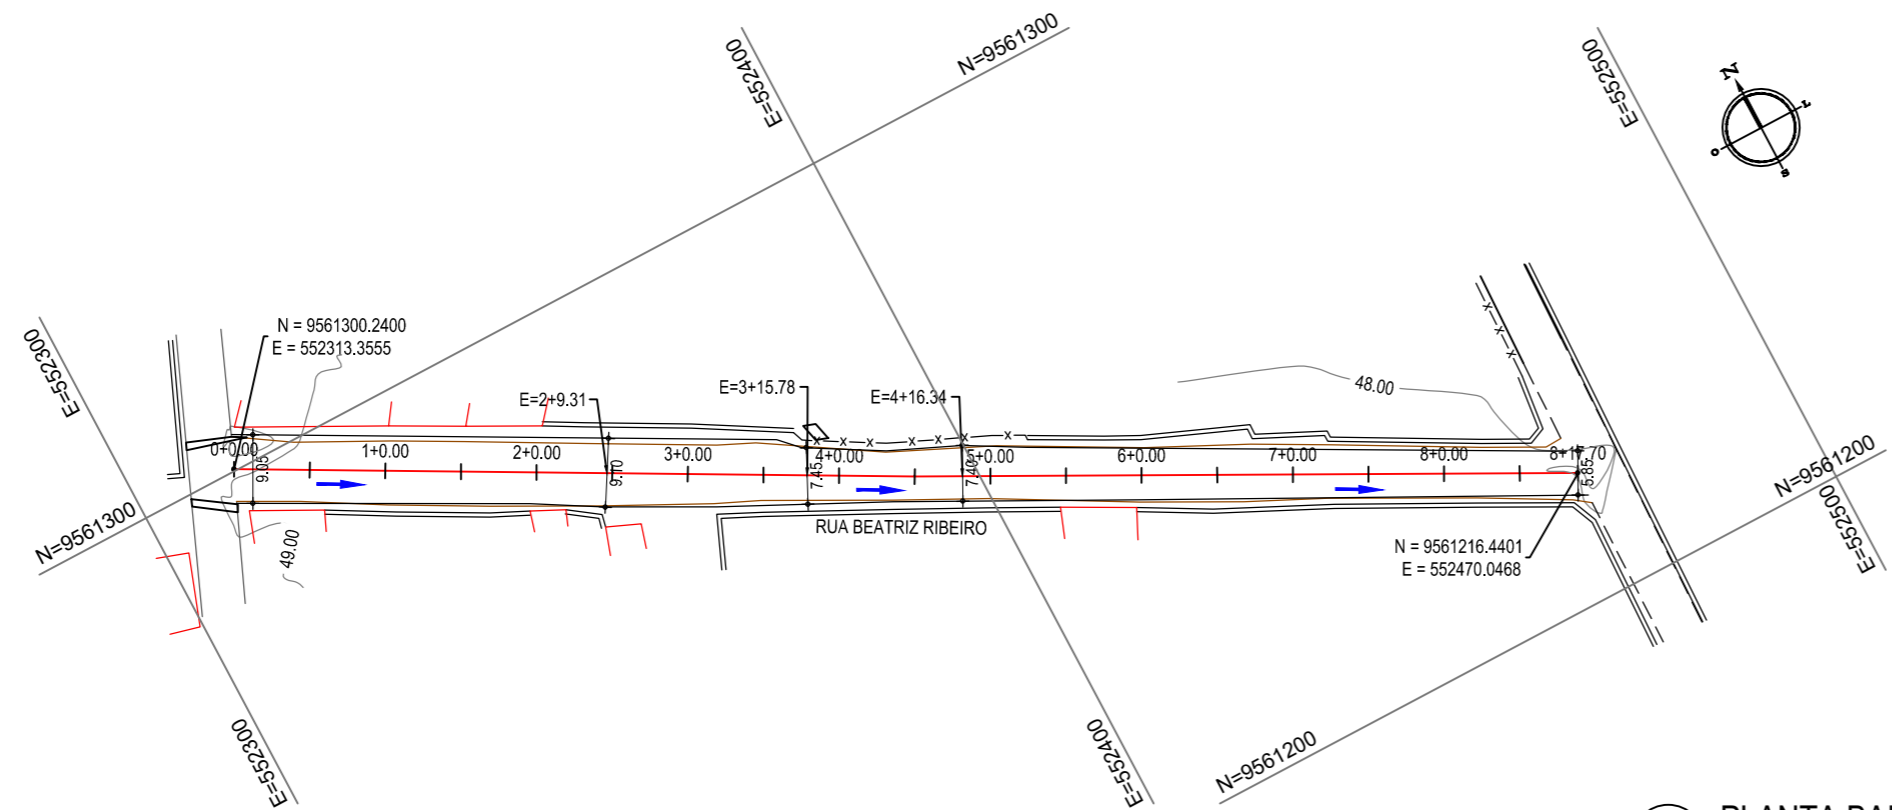 N=9561300
E=552400
E=552500
N
L
O
S
E=552300
N = 9561300.2400
E = 552313.3555
E=2+9.31
E=3+15.78
E=4+16.34
48.00
0+0.00
1+0.00
2+0.00
3+0.00
4+0.00
5+0.00
6+0.00
7+0.00
8+0.00
9.05
9.10
7.45
7.40
5.85
RUA BEATRIZ RIBEIRO
N=9561200
N=9561300
49.00
N = 9561216.4401
E = 552470.0468
E=552500
E=552300
E=552400
N=9561200